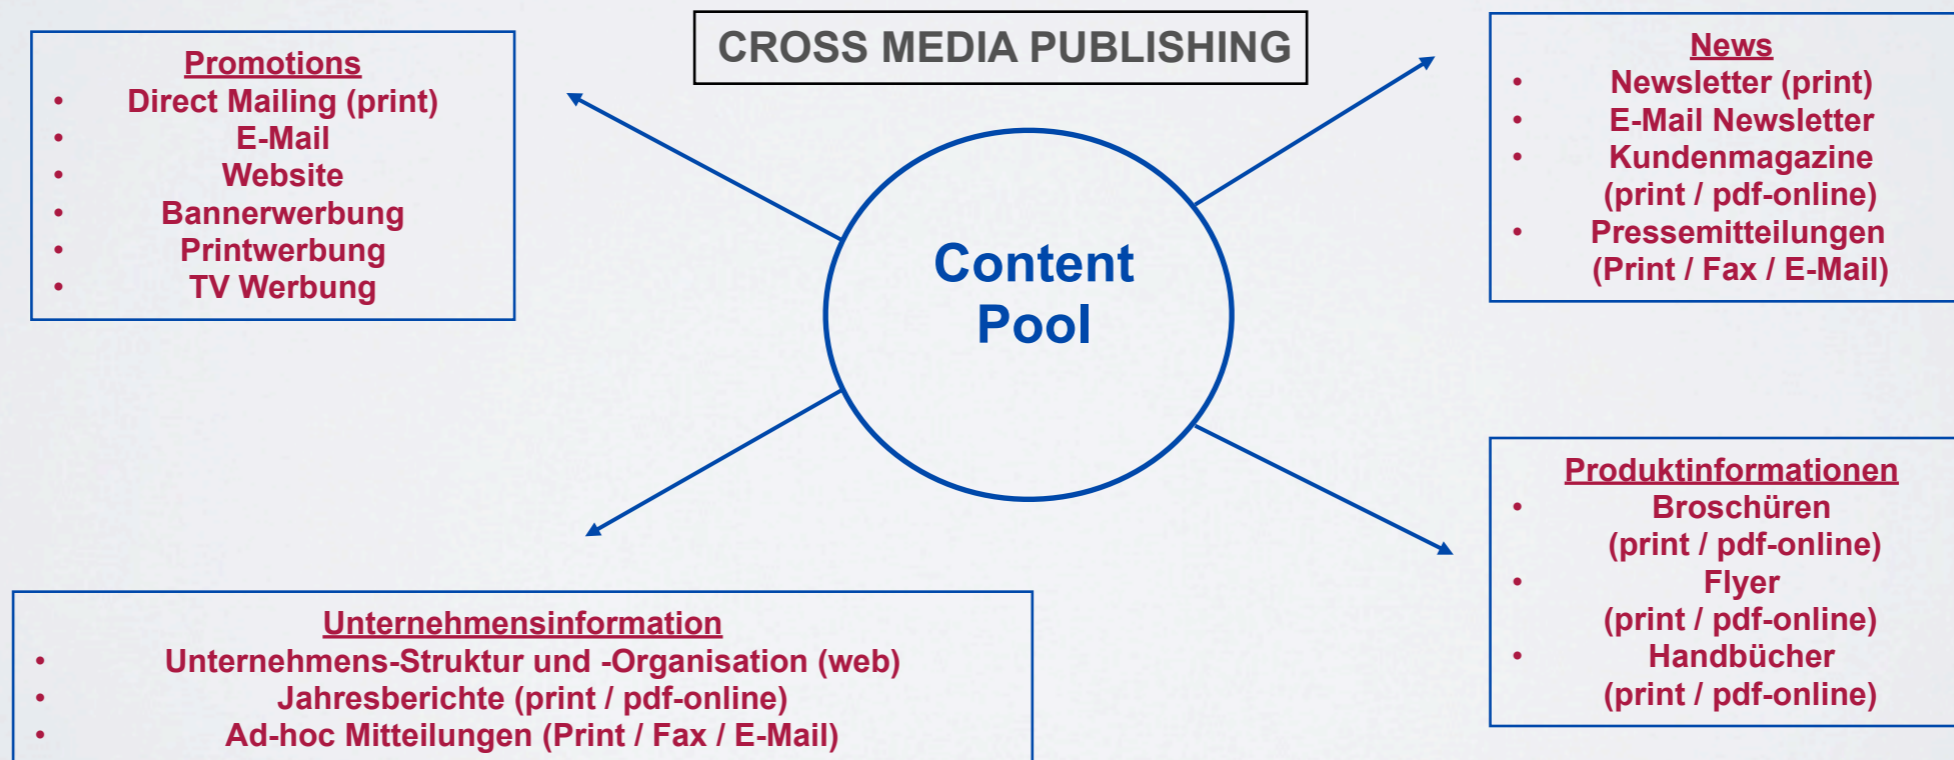 CROSS MEDIA PUBLISHING
Promotions
• Direct Mailing (print)
• E-Mail
• Website
• Bannerwerbung
• Printwerbung
• TV Werbung
News
• Newsletter (print)
• E-Mail Newsletter
• Kundenmagazine
(print / pdf-online)
• Pressemitteilungen
(Print / Fax / E-Mail)
Content
Pool
Unternehmensinformation
• Unternehmens-Struktur und -Organisation (web)
• Jahresberichte (print / pdf-online)
• Ad-hoc Mitteilungen (Print / Fax / E-Mail)
Produktinformationen
• Broschüren
(print / pdf-online)
• Flyer
(print / pdf-online)
• Handbücher
(print / pdf-online)